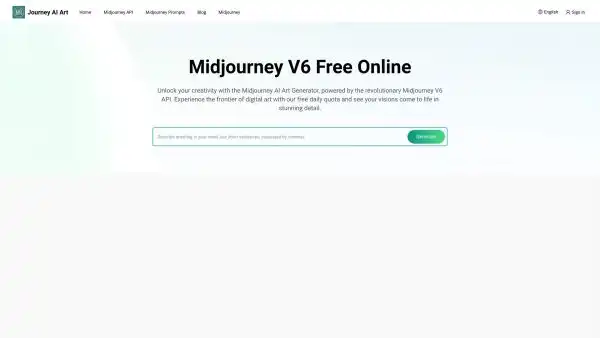 Journey AI Art Home Midjourney API Midjourney Prompts Blog Midjourney English Sign in
Midjourney V6 Free Online
Unlock your creativity with the Midjourney AI Art Generator, powered by the revolutionary Midjourney V6
API. Experience the frontier of digital art with our free daily quota and see your visions come to life in
stunning detail.
Describe anything in your mind, use short sentences, separated by commas.
Generate